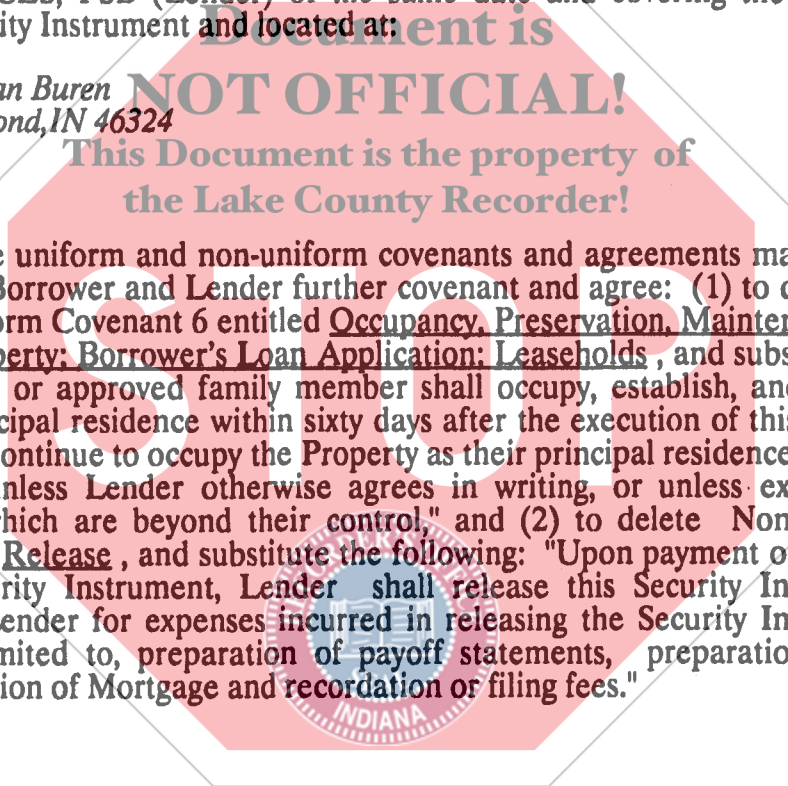 ity Instrument and located at:
Document is
an Buren
NOT OFFICIAL!
ond, IN 46324
This Document is the property of
the Lake County Recorder!
e uniform and non-uniform covenants and agreements ma
Borrower and Lender further covenant and agree: (1) to d
orm Covenant 6 entitled Occupancy, Preservation, Mainten
perty; Borrower's Loan Application; Leaseholds , and subs
or approved family member shall occupy, establish, and
cipal residence within sixty days after the execution of this
ontinue to occupy the Property as their principal residence
unless Lender otherwise agrees in writing, or unless ex
hich are beyond their control," and (2) to delete Non
Release , and substitute the following: "Upon payment o
rity Instrument, Lender shall release this Security In
ender for expenses incurred in releasing the Security In
mited to, preparation of payoff statements, preparatio
tion of Mortgage and recordation or filing fees."
STOP
INDIANA